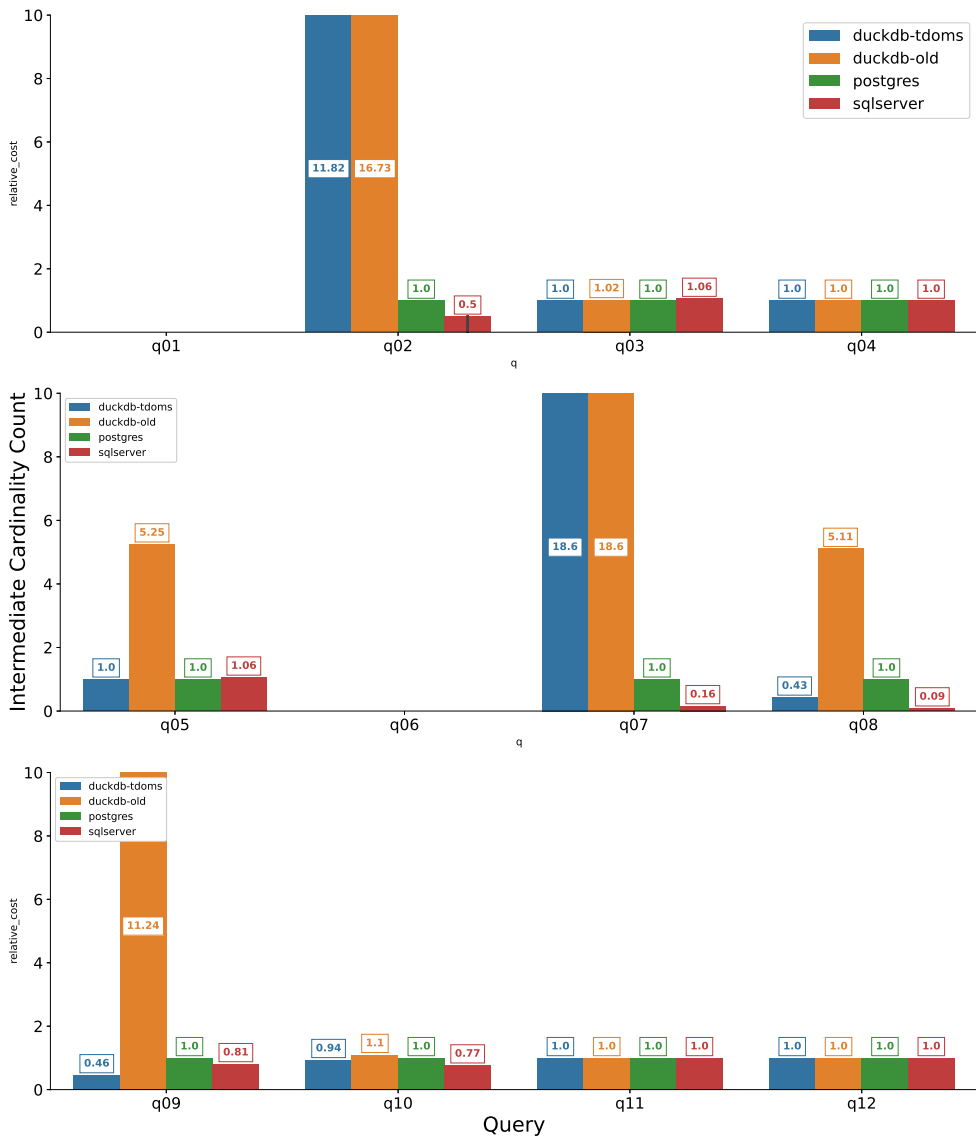 10
8
6
4
2
0
relative_cost
duckdb-tdoms
duckdb-old
postgres
sqlserver
11.82
16.73
1.0
0.5
1.0
1.02
1.0
1.06
1.0
1.0
1.0
1.0
q01
q02
q03
q04
q
Intermediate Cardinality Count
10
8
6
4
2
0
duckdb-tdoms
duckdb-old
postgres
sqlserver
1.0
5.25
1.0
1.06
18.6
18.6
1.0
0.16
0.43
5.11
1.0
0.09
q05
q06
q07
q08
q
10
8
6
4
2
0
relative_cost
duckdb-tdoms
duckdb-old
postgres
sqlserver
0.46
11.24
1.0
0.81
0.94
1.1
1.0
0.77
1.0
1.0
1.0
1.0
1.0
1.0
1.0
1.0
q09
q10
q11
q12
Query